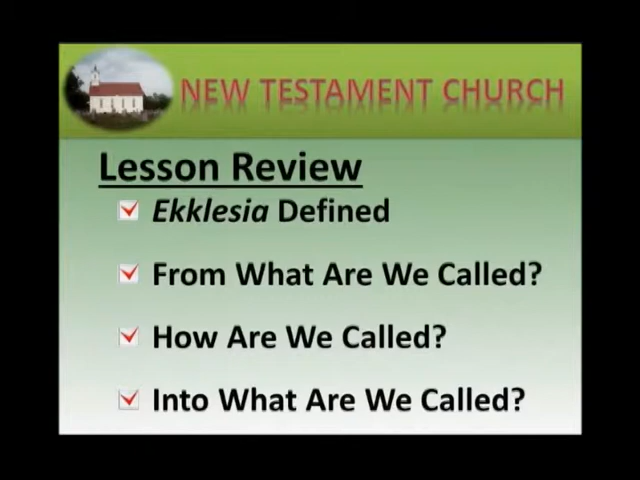 NEW TESTAMENT CHURCH
Lesson Review
Ekklesia Defined
From What Are We Called?
How Are We Called?
Into What Are We Called?